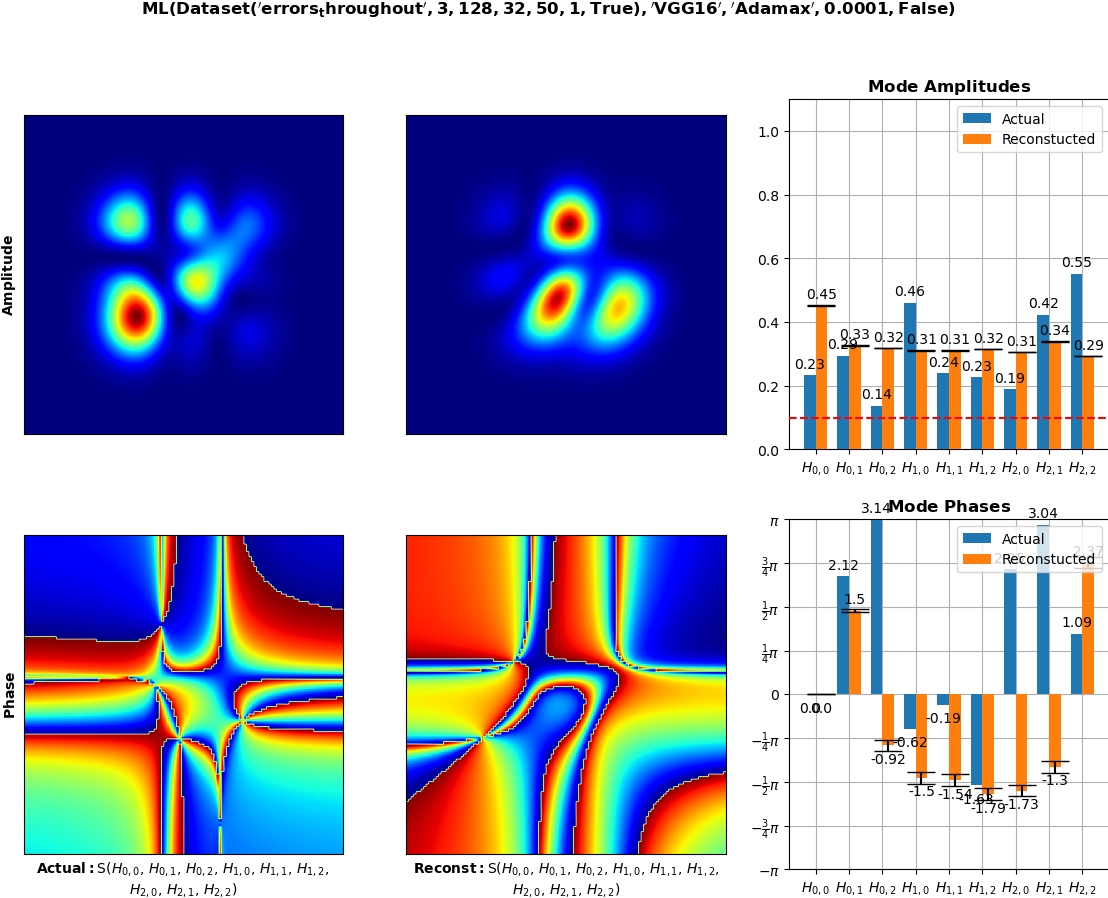 ML(Dataset('errors_throughout', 3, 128, 32, 50, 1, True), 'VGG16', 'Adamax', 0.0001, False)
Amplitude
Mode Amplitudes
Actual
Reconstucted
1.0
0.8
0.6
0.4
0.2
0.0
0.23
0.45
0.29
0.33
0.14
0.32
0.46
0.31
0.24
0.31
0.23
0.32
0.19
0.31
0.42
0.34
0.55
0.29
H0,0 H0,1 H0,2 H1,0 H1,1 H1,2 H2,0 H2,1 H2,2
Phase
Actual: S(H0,0, H0,1, H0,2, H1,0, H1,1, H1,2,
H2,0, H2,1, H2,2)
Reconst: S(H0,0, H0,1, H0,2, H1,0, H1,1, H1,2,
H2,0, H2,1, H2,2)
Mode Phases
Actual
Reconstucted
π
3/4π
1/2π
1/4π
0
−1/4π
−1/2π
−3/4π
−π
0.0
0.0
2.12
1.5
3.14
-0.92
-0.62
-1.5
-0.19
-1.54
-1.63
-1.79
-1.73
3.04
-1.3
1.09
2.37
H0,0 H0,1 H0,2 H1,0 H1,1 H1,2 H2,0 H2,1 H2,2